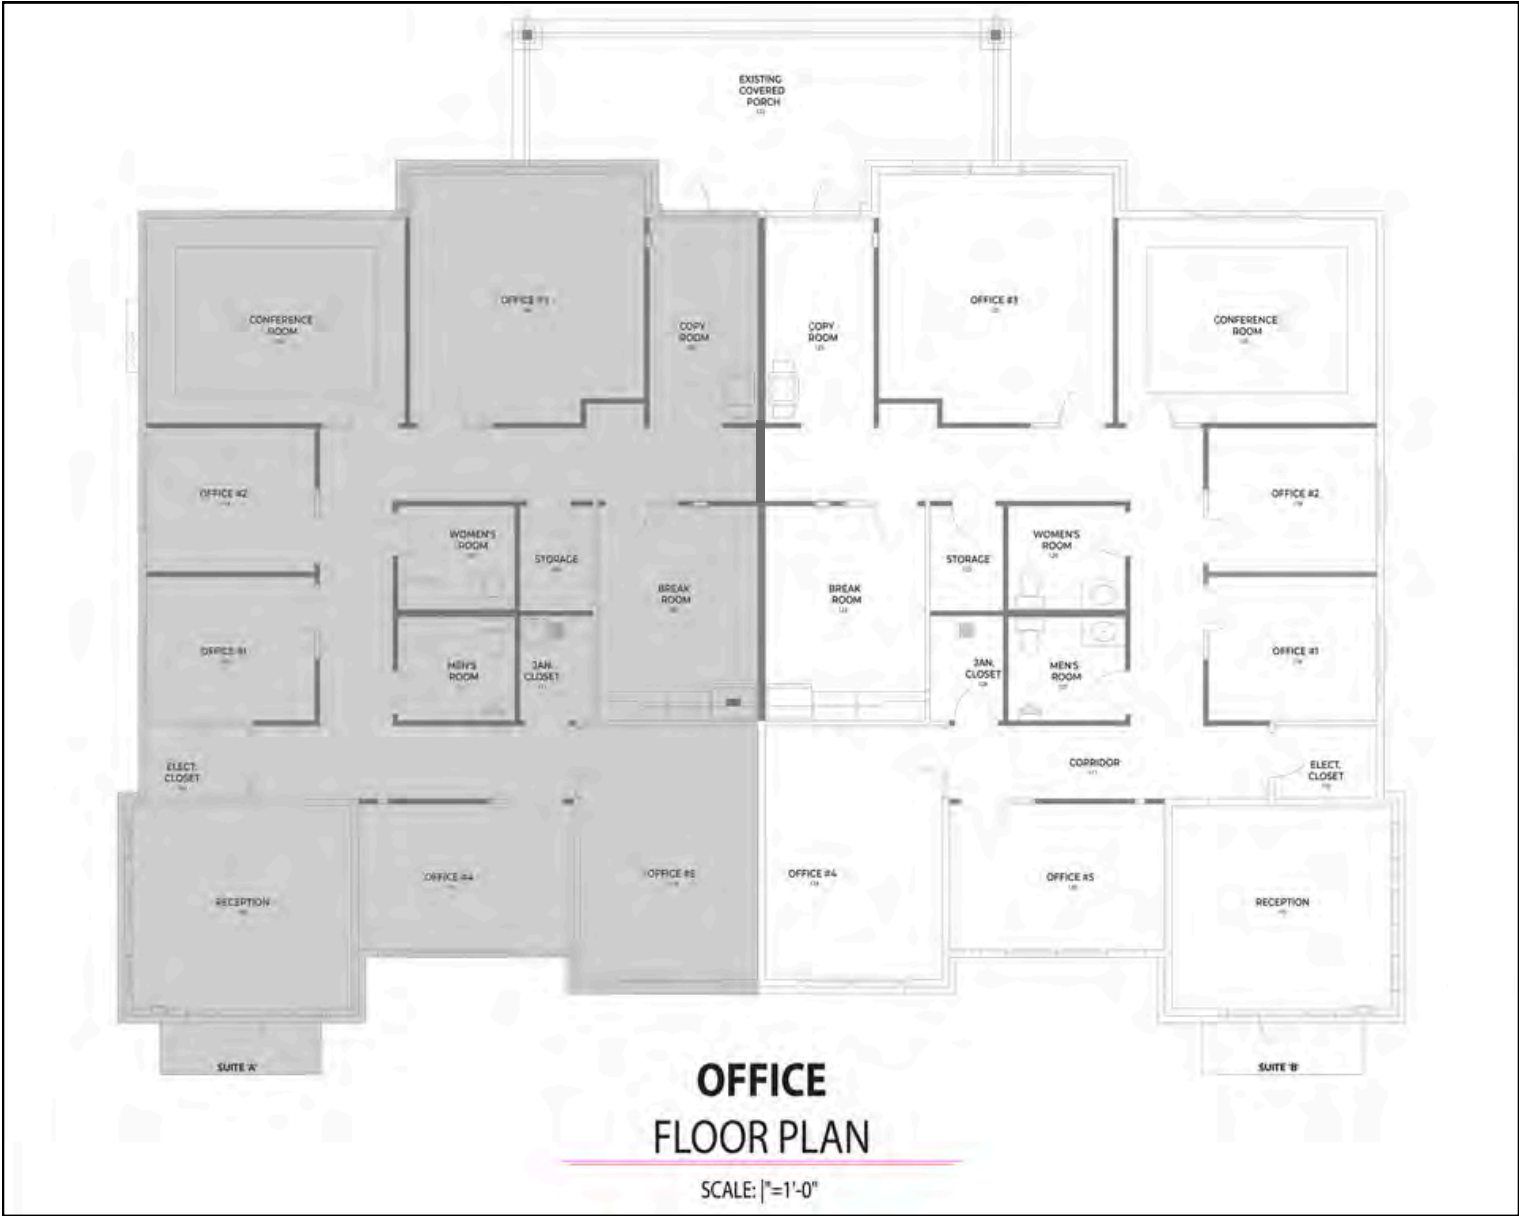 EXISTING
COVERED
PORCH
OFFICE #3
OFFICE #3
CONFERENCE
ROOM
COPY
ROOM
COPY
ROOM
CONFERENCE
ROOM
OFFICE #2
OFFICE #2
WOMEN'S
ROOM
STORAGE
BREAK
ROOM
BREAK
ROOM
STORAGE
WOMEN'S
ROOM
OFFICE #1
OFFICE #1
MEN'S
ROOM
JAN.
CLOSET
JAN.
CLOSET
MEN'S
ROOM
ELECT.
CLOSET
CORRIDOR
ELECT.
CLOSET
RECEPTION
OFFICE #4
OFFICE #5
OFFICE #4
OFFICE #5
RECEPTION
SUITE 'A'
SUITE 'B'
OFFICE
FLOOR PLAN
SCALE: |"=1'-0"